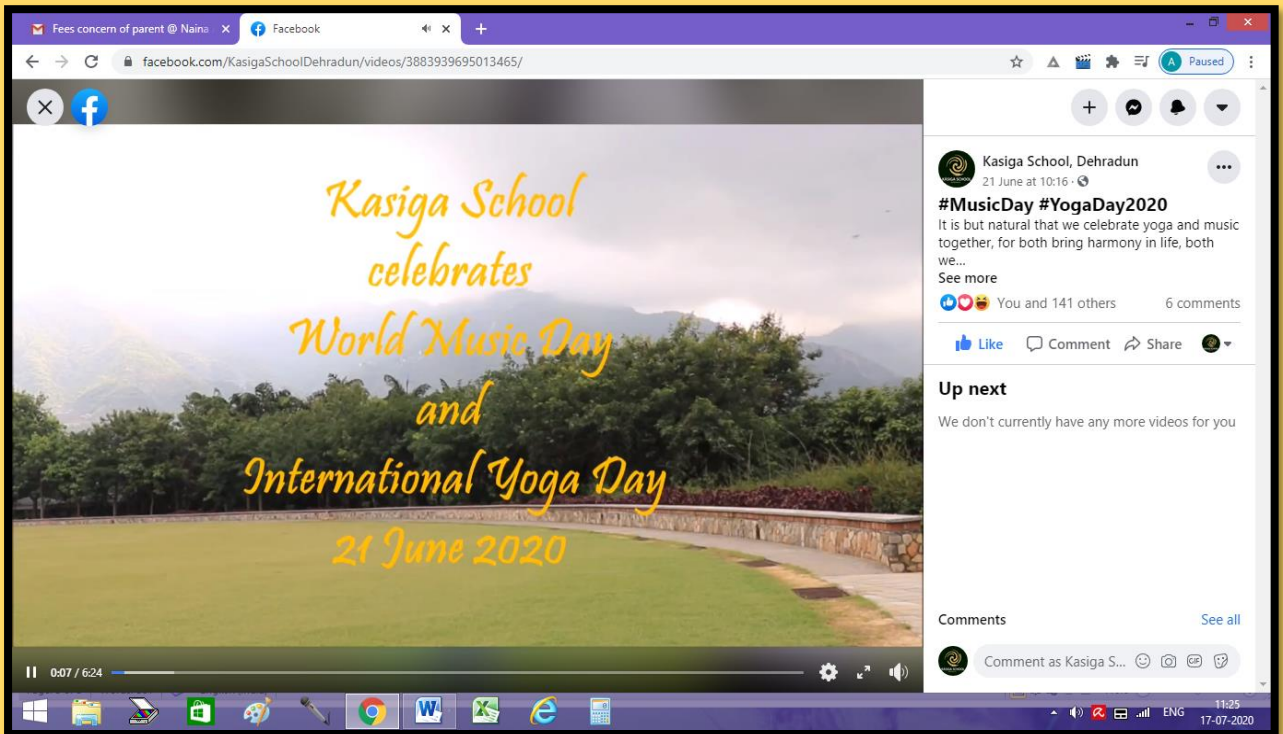 Fees concern of parent @ Naina
Facebook
facebook.com/KasigaSchoolDehradun/videos/3883939695013465/
A Paused
Kasiga School
celebrates
World Music Day
and
International Yoga Day
21 June 2020
0:07 / 6:24
Kasiga School, Dehradun
21 June at 10:16 ·
#MusicDay #YogaDay2020
It is but natural that we celebrate yoga and music
together, for both bring harmony in life, both
we...
See more
You and 141 others 6 comments
Like Comment Share
Up next
We don't currently have any more videos for you
Comments See all
Comment as Kasiga S... GIF
ENG 11:25
17-07-2020